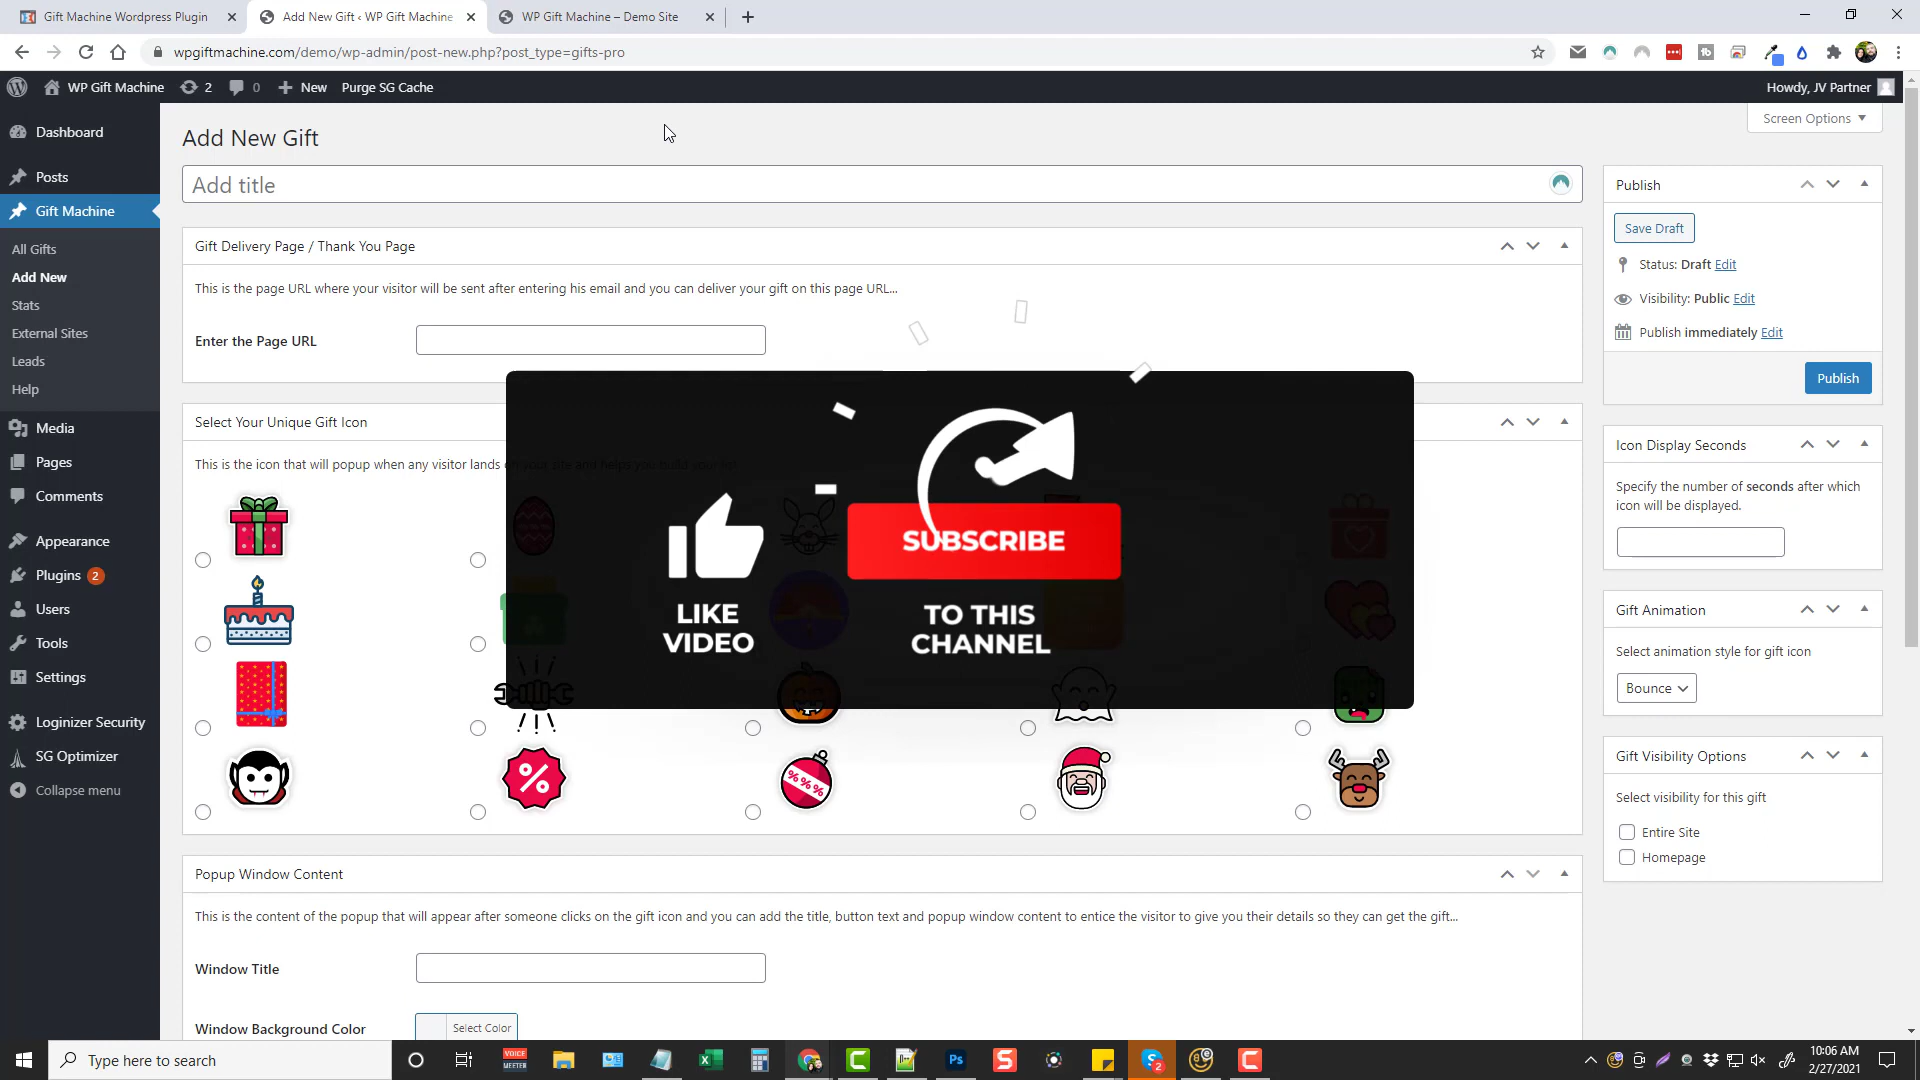 Gift Machine Wordpress Plugin
Add New Gift ‹ WP Gift Machine
WP Gift Machine – Demo Site
wpgiftmachine.com/demo/wp-admin/post-new.php?post_type=gifts-pro
WP Gift Machine
2
0
New
Purge SG Cache
Howdy, JV Partner
Dashboard
Posts
Gift Machine
All Gifts
Add New
Stats
External Sites
Leads
Help
Media
Pages
Comments
Appearance
Plugins 2
Users
Tools
Settings
Loginizer Security
SG Optimizer
Collapse menu
Screen Options
Add New Gift
Add title
Gift Delivery Page / Thank You Page
This is the page URL where your visitor will be sent after entering his email and you can deliver your gift on this page URL...
Enter the Page URL
Select Your Unique Gift Icon
This is the icon that will popup when any visitor lands on your site and helps you
LIKE
VIDEO
SUBSCRIBE
TO THIS
CHANNEL
%
%%%
Popup Window Content
This is the content of the popup that will appear after someone clicks on the gift icon and you can add the title, button text and popup window content to entice the visitor to give you their details so they can get the gift...
Window Title
Window Background Color
Select Color
Publish
Save Draft
Status: Draft Edit
Visibility: Public Edit
Publish immediately Edit
Publish
Icon Display Seconds
Specify the number of seconds after which
icon will be displayed.
Gift Animation
Select animation style for gift icon
Bounce
Gift Visibility Options
Select visibility for this gift
Entire Site
Homepage
Type here to search
VOICE
MEETER
Ps
2
10:06 AM
2/27/2021